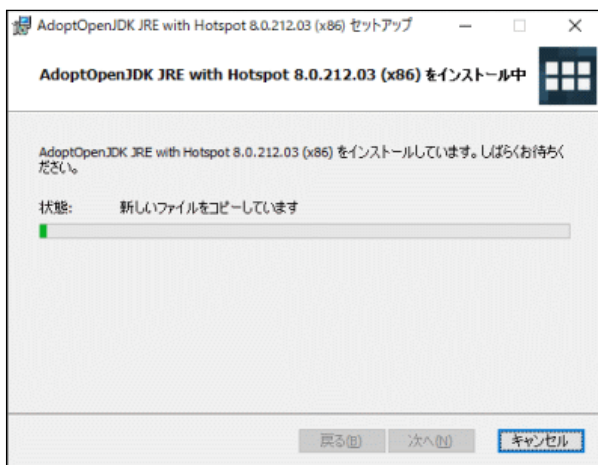 AdoptOpenJDK JRE with Hotspot 8.0.212.03 (x86) セットアップ
AdoptOpenJDK JRE with Hotspot 8.0.212.03 (x86) をインストール中
AdoptOpenJDK JRE with Hotspot 8.0.212.03 (x86) をインストールしています。しばらくお待ちく
ださい。
状態: 新しいファイルをコピーしています
戻る(B) 次へ(N) キャンセル